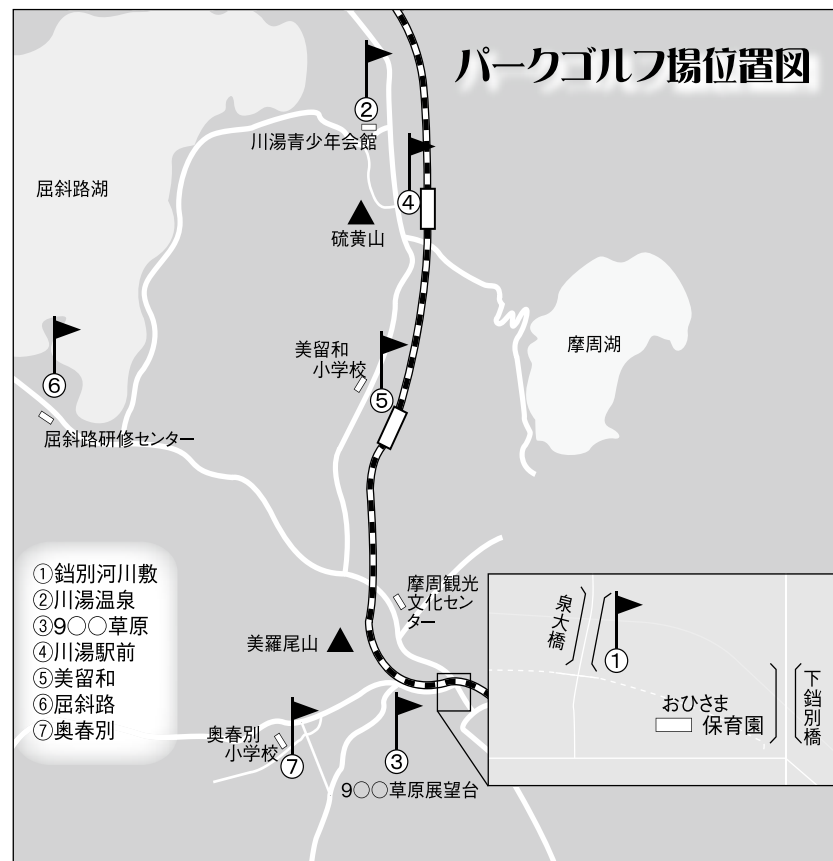 パークゴルフ場位置図
②
川湯青少年会館
④
屈斜路湖
硫黄山
摩周湖
美留和
小学校
⑤
⑥
屈斜路研修センター
①鐺別河川敷
②川湯温泉
③9○○草原
④川湯駅前
⑤美留和
⑥屈斜路
⑦奥春別
摩周観光
文化セン
ター
美羅尾山
泉大橋
①
おひさま
保育園
下鐺別橋
奥春別
小学校
⑦
③
9○○草原展望台